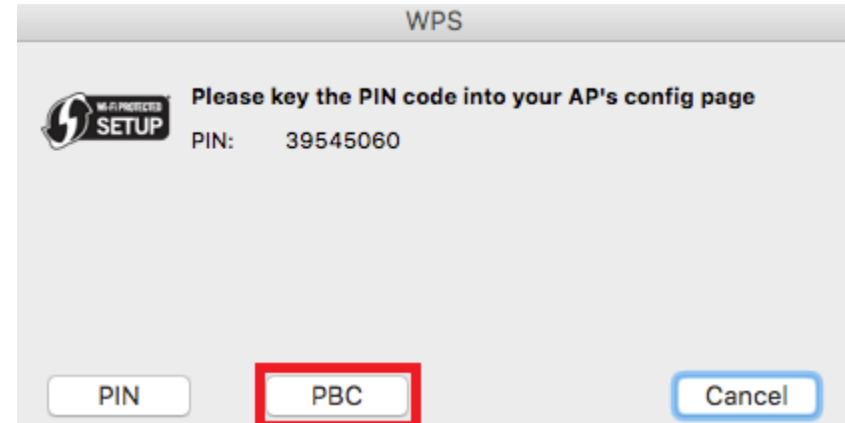 WPS
WI-FI PROTECTED
SETUP
Please key the PIN code into your AP's config page
PIN: 39545060
PIN PBC Cancel